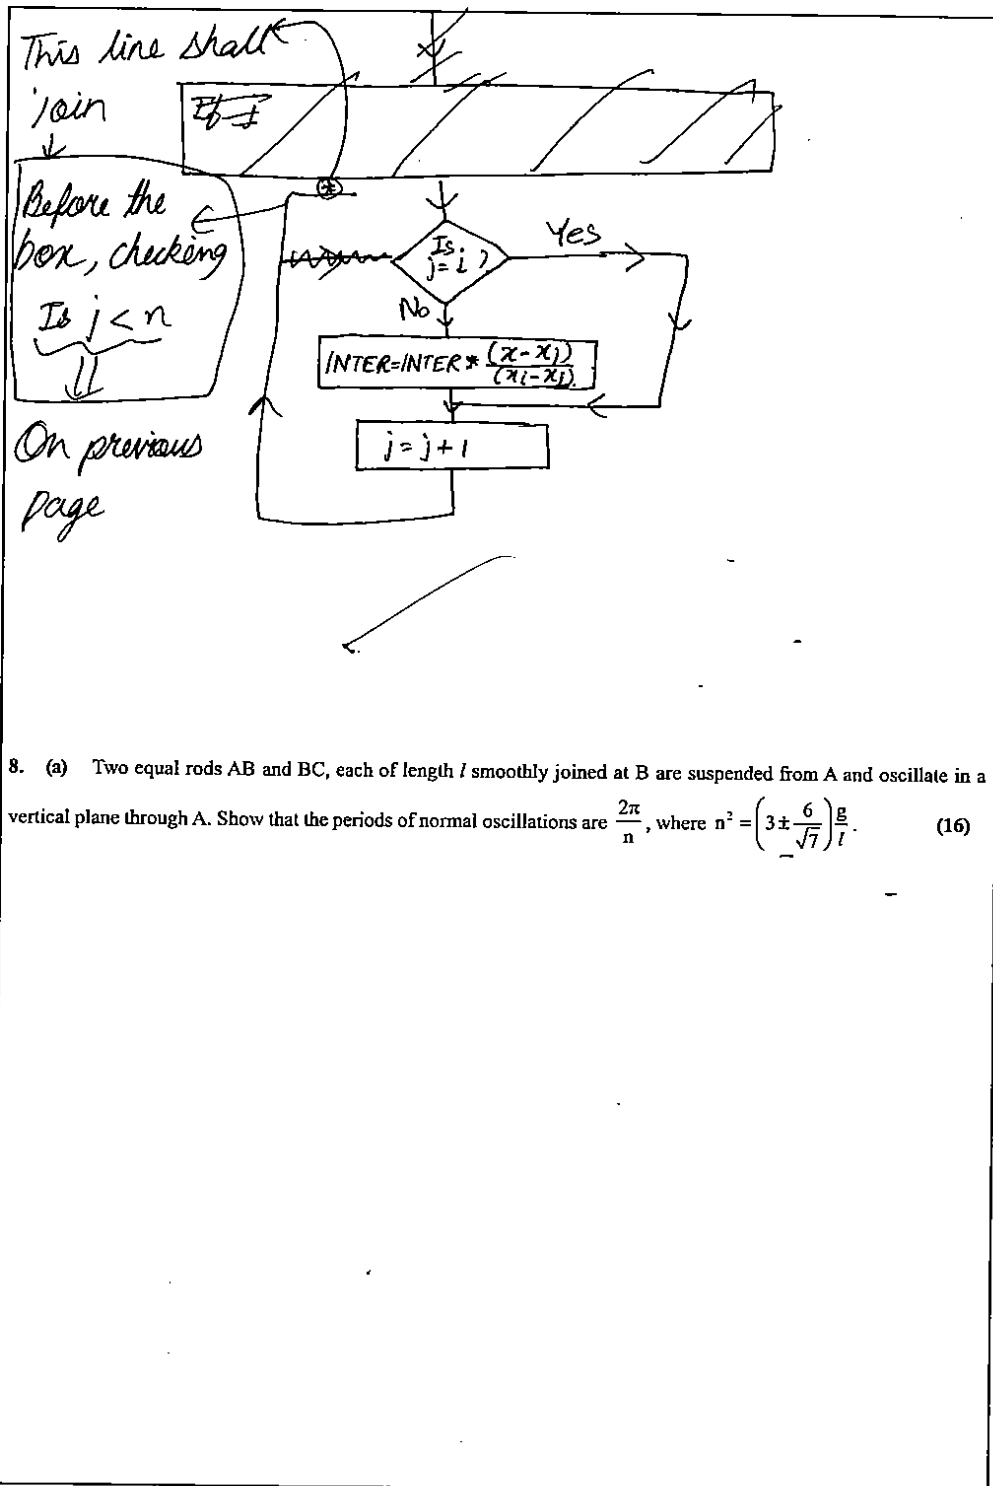 This line shall
join
If j
Before the
box, checking
Is j < n
On previous
page
Is
j = i ?
Yes
No
INTER=INTER * (x - xj) / (xi - xj)
j = j + 1
8. (a) Two equal rods AB and BC, each of length l smoothly joined at B are suspended from A and oscillate in a
vertical plane through A. Show that the periods of normal oscillations are 2π/n, where n² = (3 ± 6/√7) g/l. (16)